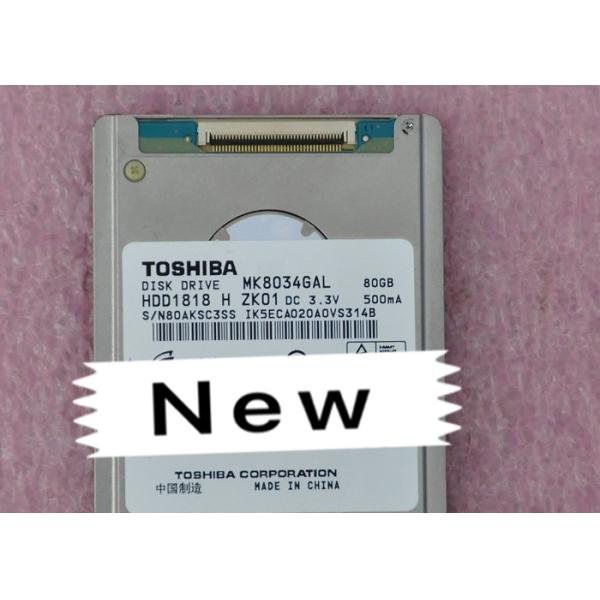 TOSHIBA
DISK DRIVE MK8034GAL 80GB
HDD1818 H ZK01 DC 3.3V 500mA
S/N80AKSC3SS IK5ECA020A0VS314B
New
TOSHIBA CORPORATION
中国制造 MADE IN CHINA